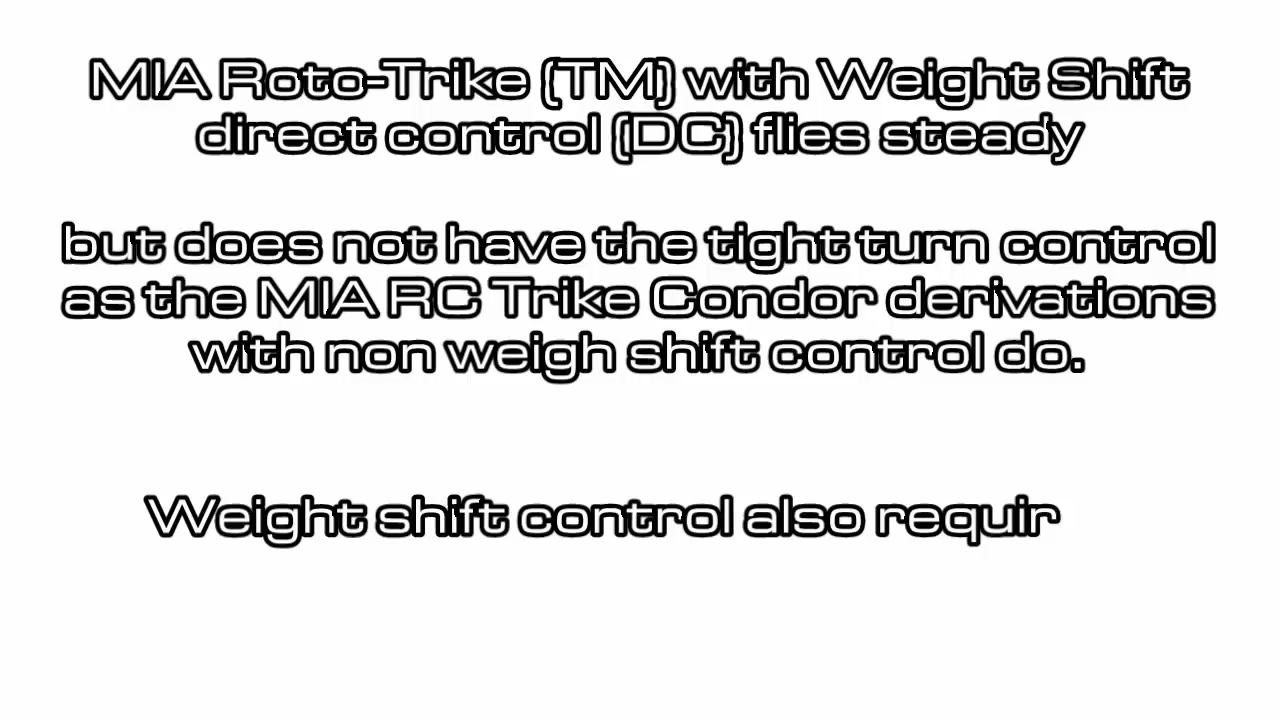 MIA Roto-Trike (TM) with Weight Shift
direct control (DC) flies steady
but does not have the tight turn control
as the MIA RC Trike Condor derivations
with non weigh shift control do.
Weight shift control also requir